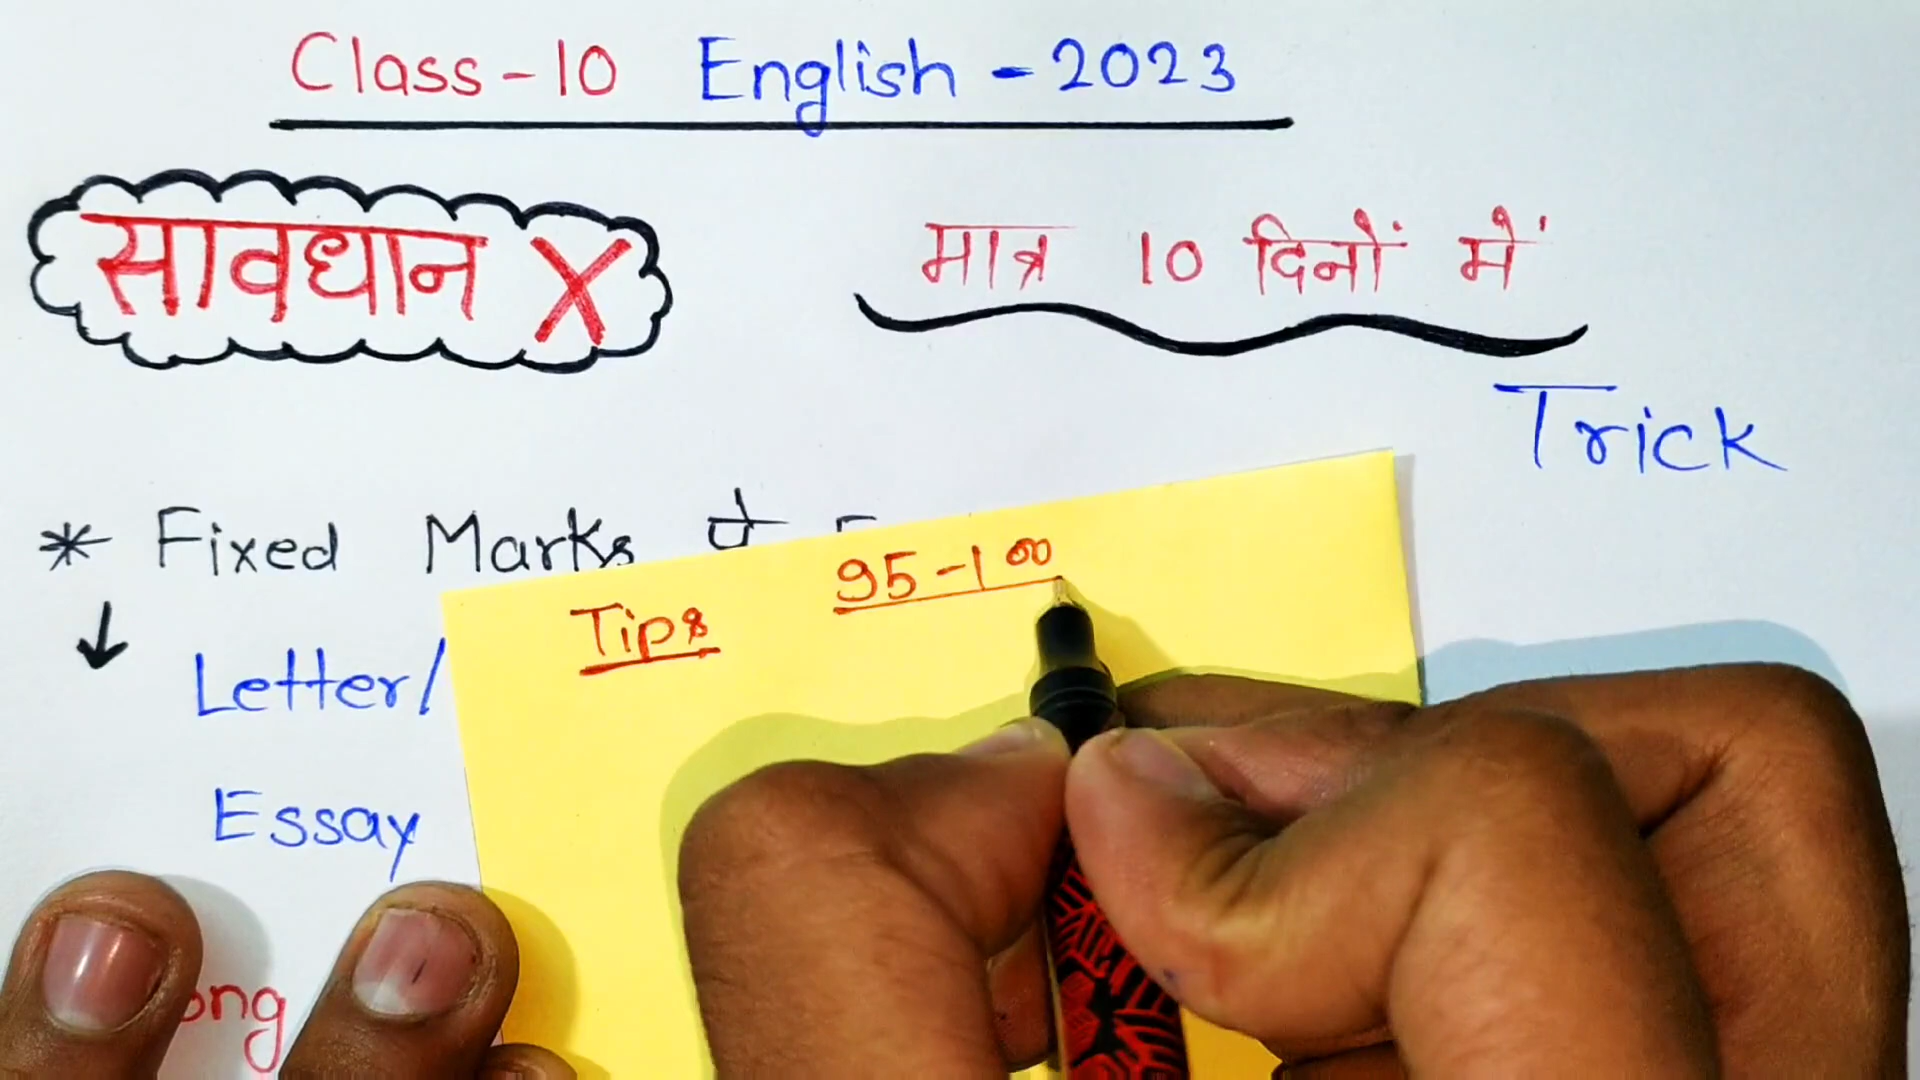 Class-10 English - 2023
सावधान X
मात्र 10 दिनों में
Trick
* Fixed Marks
95-100
Tips
Letter/
Essay